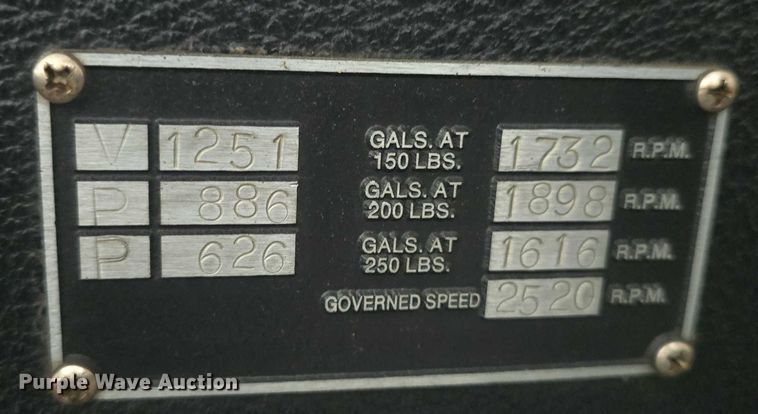 V 1251 GALS. AT 150 LBS. 1732 R.P.M.
P 886 GALS. AT 200 LBS. 1898 R.P.M.
P 626 GALS. AT 250 LBS. 1616 R.P.M.
GOVERNED SPEED 2520 R.P.M.
Purple Wave Auction